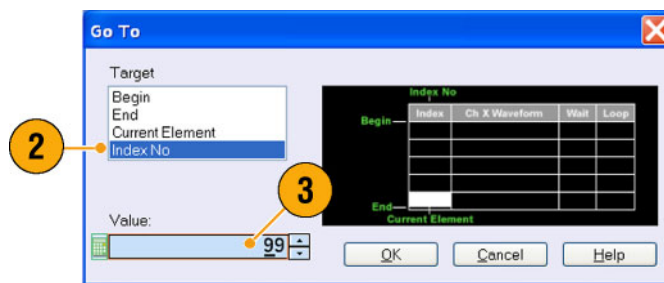 Go To
Target
Begin
End
Current Element
Index No
2
Value:
99
3
Index No
Begin
Index Ch X Waveform Wait Loop
End
Current Element
OK Cancel Help